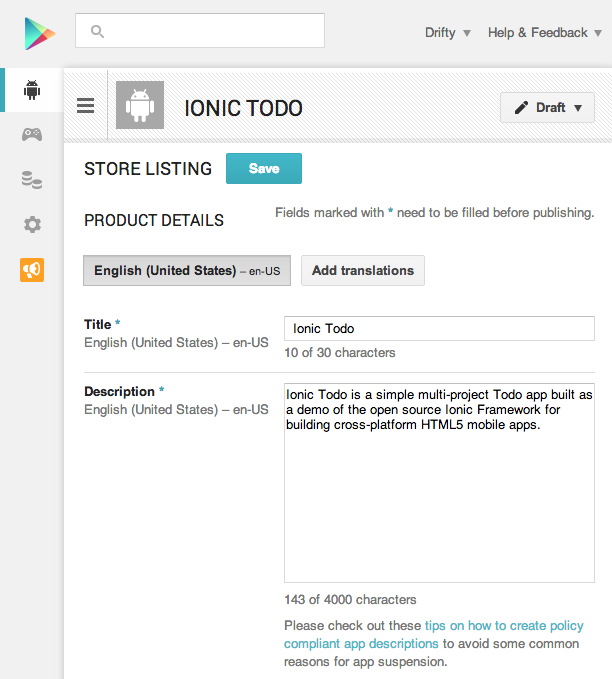 Drifty Help & Feedback
IONIC TODO
Draft
STORE LISTING Save
PRODUCT DETAILS
Fields marked with * need to be filled before publishing.
English (United States) – en-US Add translations
Title *
English (United States) – en-US
Ionic Todo
10 of 30 characters
Description *
English (United States) – en-US
Ionic Todo is a simple multi-project Todo app built as
a demo of the open source Ionic Framework for
building cross-platform HTML5 mobile apps.
143 of 4000 characters
Please check out these tips on how to create policy
compliant app descriptions to avoid some common
reasons for app suspension.